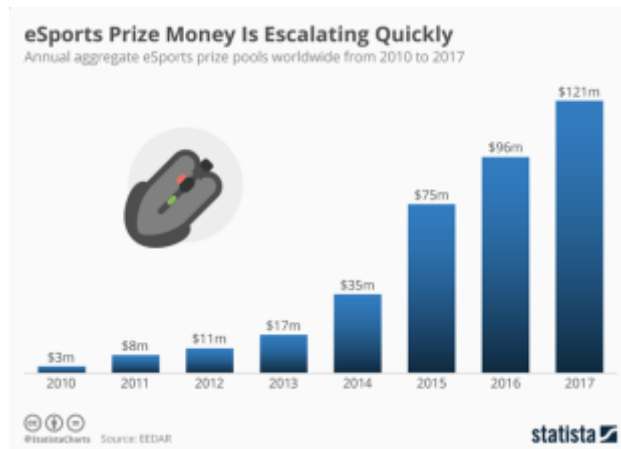 eSports Prize Money Is Escalating Quickly
Annual aggregate eSports prize pools worldwide from 2010 to 2017
$3m
$8m
$11m
$17m
$35m
$75m
$96m
$121m
2010 2011 2012 2013 2014 2015 2016 2017
@StatistaCharts Source: EEDAR
statista